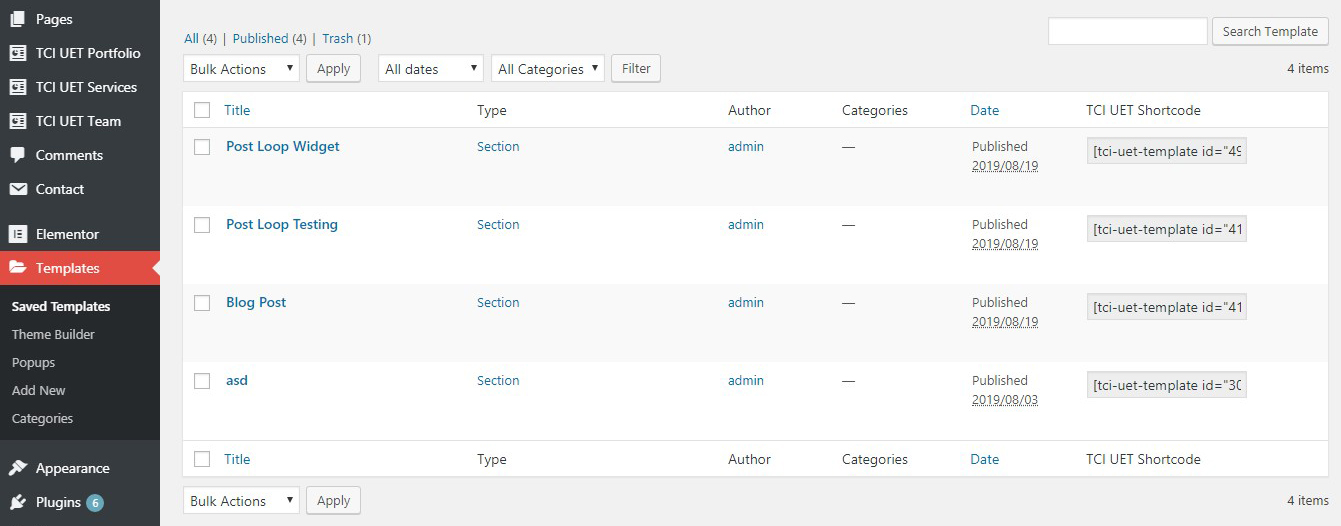 Pages
TCI UET Portfolio
TCI UET Services
TCI UET Team
Comments
Contact
Elementor
Templates
Saved Templates
Theme Builder
Popups
Add New
Categories
Appearance
Plugins 6
All (4) | Published (4) | Trash (1)
Search Template
Bulk Actions Apply All dates All Categories Filter 4 items
Title Type Author Categories Date TCI UET Shortcode
Post Loop Widget Section admin — Published [tci-uet-template id="49
2019/08/19
Post Loop Testing Section admin — Published [tci-uet-template id="41
2019/08/19
Blog Post Section admin — Published [tci-uet-template id="41
2019/08/19
asd Section admin — Published [tci-uet-template id="30
2019/08/03
Title Type Author Categories Date TCI UET Shortcode
Bulk Actions Apply 4 items